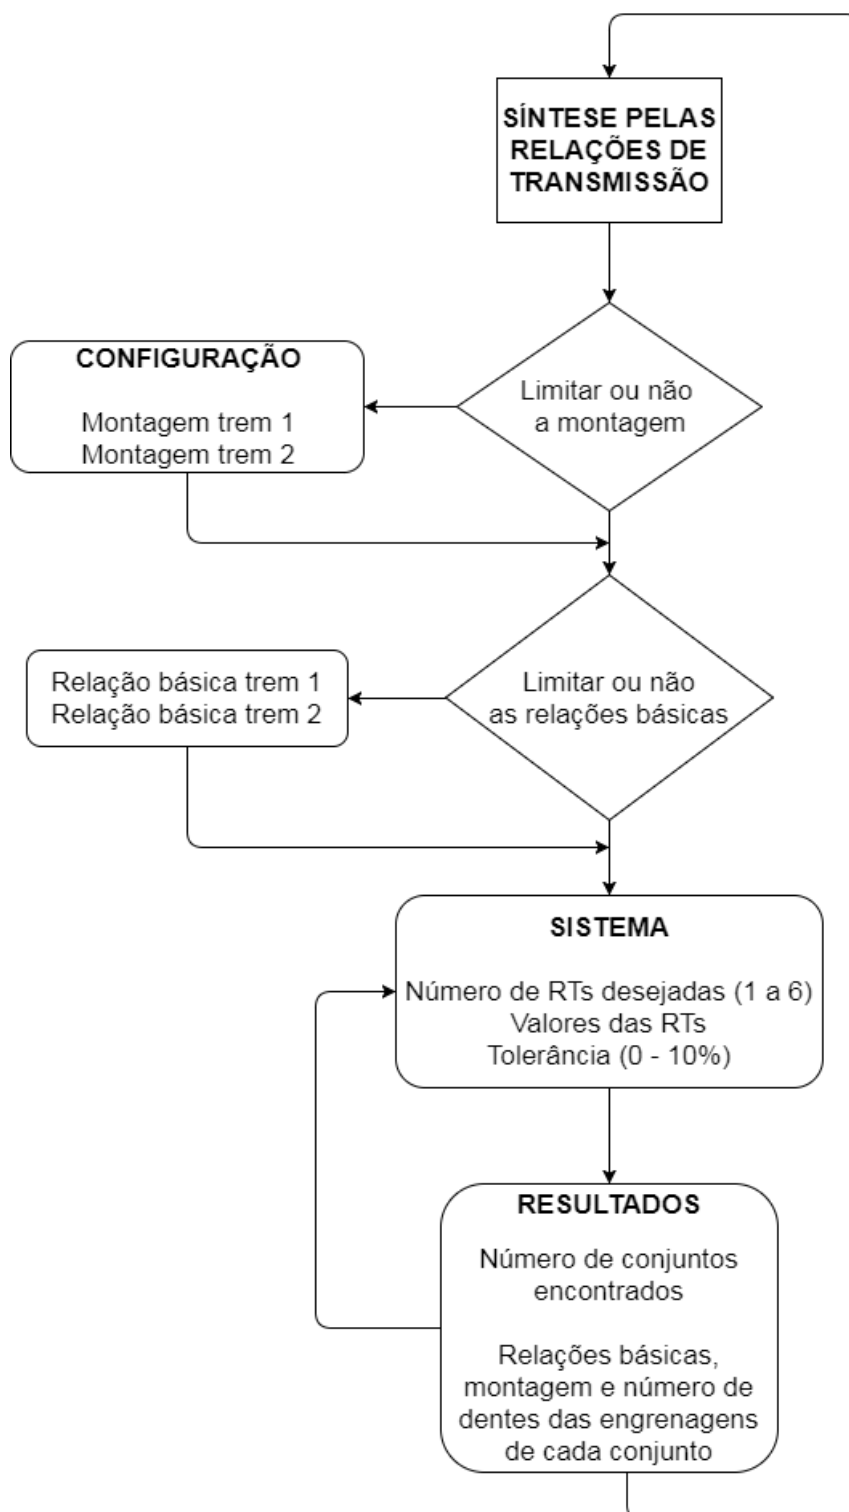 SÍNTESE PELAS
RELAÇÕES DE
TRANSMISSÃO
Limitar ou não
a montagem
CONFIGURAÇÃO
Montagem trem 1
Montagem trem 2
Limitar ou não
as relações básicas
Relação básica trem 1
Relação básica trem 2
SISTEMA
Número de RTs desejadas (1 a 6)
Valores das RTs
Tolerância (0 - 10%)
RESULTADOS
Número de conjuntos
encontrados
Relações básicas,
montagem e número de
dentes das engrenagens
de cada conjunto